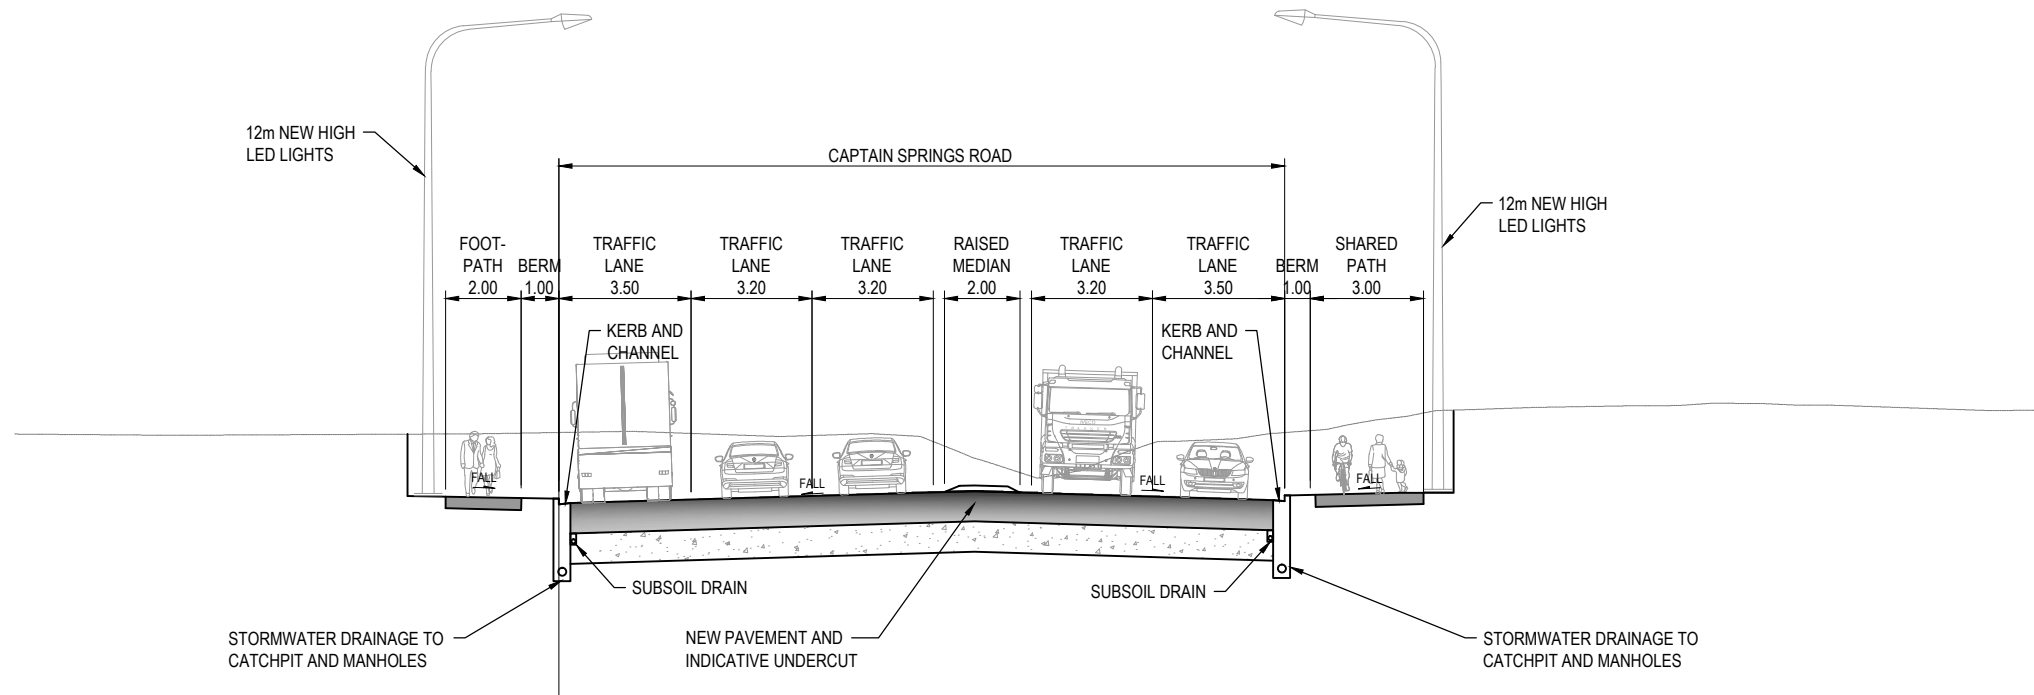 12m NEW HIGH
LED LIGHTS
CAPTAIN SPRINGS ROAD
12m NEW HIGH
LED LIGHTS
FOOT-
PATH
2.00
BERM
1.00
TRAFFIC
LANE
3.50
TRAFFIC
LANE
3.20
TRAFFIC
LANE
3.20
RAISED
MEDIAN
2.00
TRAFFIC
LANE
3.20
TRAFFIC
LANE
3.50
BERM
1.00
SHARED
PATH
3.00
KERB AND
CHANNEL
KERB AND
CHANNEL
IVECO
FALL
FALL
FALL
FALL
SUBSOIL DRAIN
SUBSOIL DRAIN
STORMWATER DRAINAGE TO
CATCHPIT AND MANHOLES
NEW PAVEMENT AND
INDICATIVE UNDERCUT
STORMWATER DRAINAGE TO
CATCHPIT AND MANHOLES